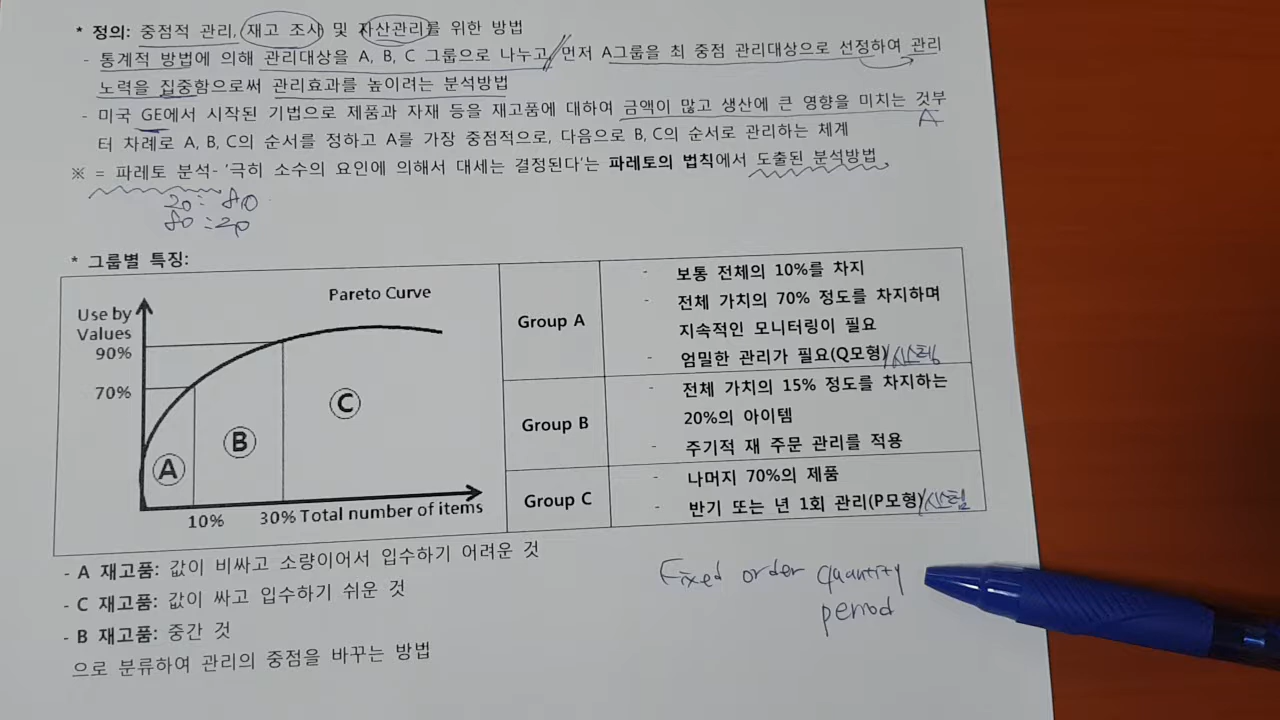 * 정의: 중점적 관리, 재고 조사 및 자산관리를 위한 방법
- 통계적 방법에 의해 관리대상을 A, B, C 그룹으로 나누고, 먼저 A그룹을 최 중점 관리대상으로 선정하여 관리
노력을 집중함으로써 관리효과를 높이려는 분석방법
- 미국 GE에서 시작된 기법으로 제품과 자재 등을 재고품에 대하여 금액이 많고 생산에 큰 영향을 미치는 것부
A
터 차례로 A, B, C의 순서를 정하고 A를 가장 중점적으로, 다음으로 B, C의 순서로 관리하는 체계
※ = 파레토 분석- '극히 소수의 요인에 의해서 대세는 결정된다'는 파레토의 법칙에서 도출된 분석방법
20 : 80
80 : 20
* 그룹별 특징:
Pareto Curve
Use by
Values
90%
70%
A
B
C
10%
30%
Total number of items
Group A
- 보통 전체의 10%를 차지
- 전체 가치의 70% 정도를 차지하며
지속적인 모니터링이 필요
- 엄밀한 관리가 필요(Q모형)/시스템
Group B
- 전체 가치의 15% 정도를 차지하는
20%의 아이템
- 주기적 재 주문 관리를 적용
Group C
- 나머지 70%의 제품
- 반기 또는 년 1회 관리(P모형)/시스템
- A 재고품: 값이 비싸고 소량이어서 입수하기 어려운 것
- C 재고품: 값이 싸고 입수하기 쉬운 것
- B 재고품: 중간 것
으로 분류하여 관리의 중점을 바꾸는 방법
Fixed order quantity
period